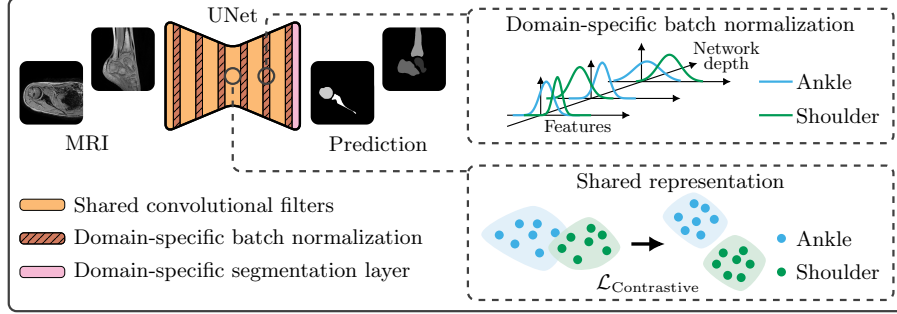 UNet
MRI
Prediction
Shared convolutional filters
Domain-specific batch normalization
Domain-specific segmentation layer
Domain-specific batch normalization
Network
depth
Features
Ankle
Shoulder
Shared representation
Ankle
Shoulder
ℒContrastive